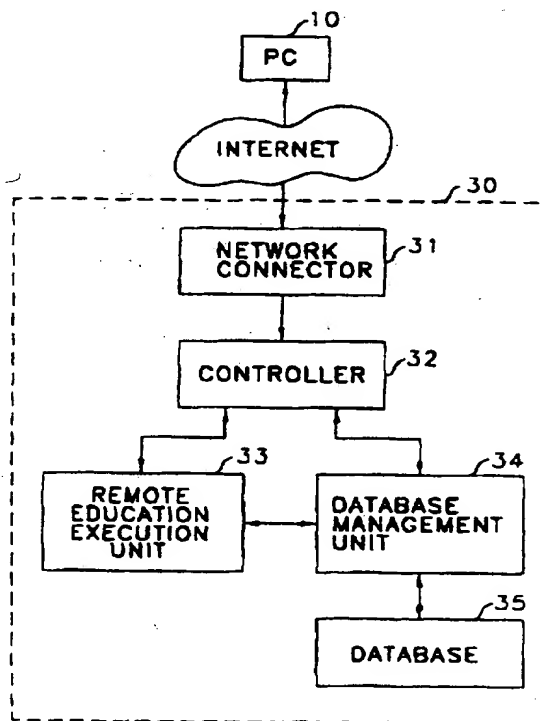 10
PC
INTERNET
30
NETWORK
CONNECTOR
31
CONTROLLER
32
33
REMOTE
EDUCATION
EXECUTION
UNIT
34
DATABASE
MANAGEMENT
UNIT
35
DATABASE